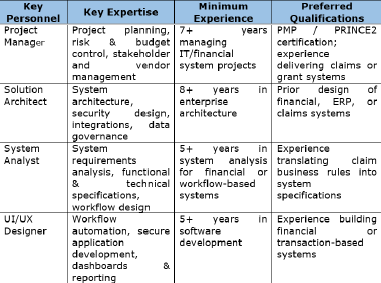 Key Personnel
Key Expertise
Minimum Experience
Preferred Qualifications
Project Manager
Project planning,
risk & budget
control, stakeholder
and vendor
management
7+ years
managing
IT/financial
system projects
PMP / PRINCE2
certification;
experience
delivering claims or
grant systems
Solution
Architect
System
architecture,
security design,
integrations, data
governance
8+ years in
enterprise
architecture
Prior design of
financial, ERP, or
claims systems
System
Analyst
System
requirements
analysis, functional
& technical
specifications,
workflow design
5+ years in
system analysis
for financial or
workflow-based
systems
Experience
translating claim
business rules into
system
specifications
UI/UX
Designer
Workflow
automation, secure
application
development,
dashboards &
reporting
5+ years in
software
development
Experience building
financial or
transaction-based
systems